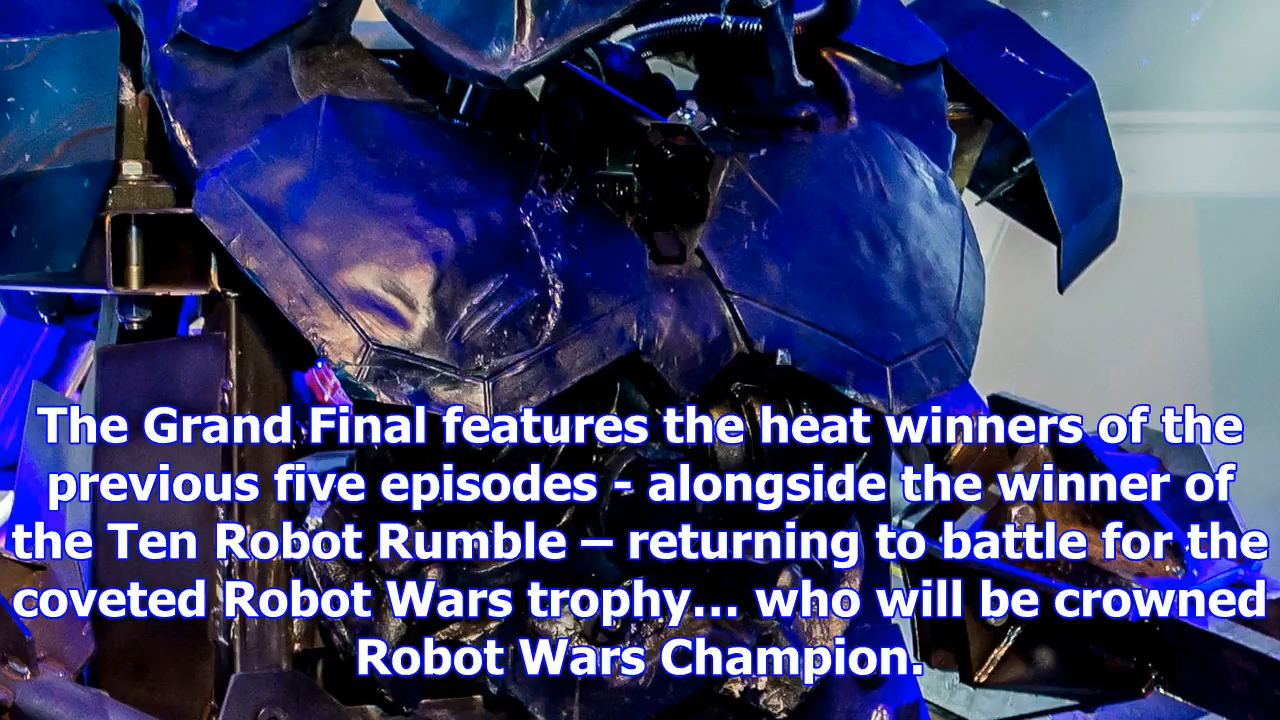 The Grand Final features the heat winners of the
previous five episodes - alongside the winner of
the Ten Robot Rumble – returning to battle for the
coveted Robot Wars trophy... who will be crowned
Robot Wars Champion.